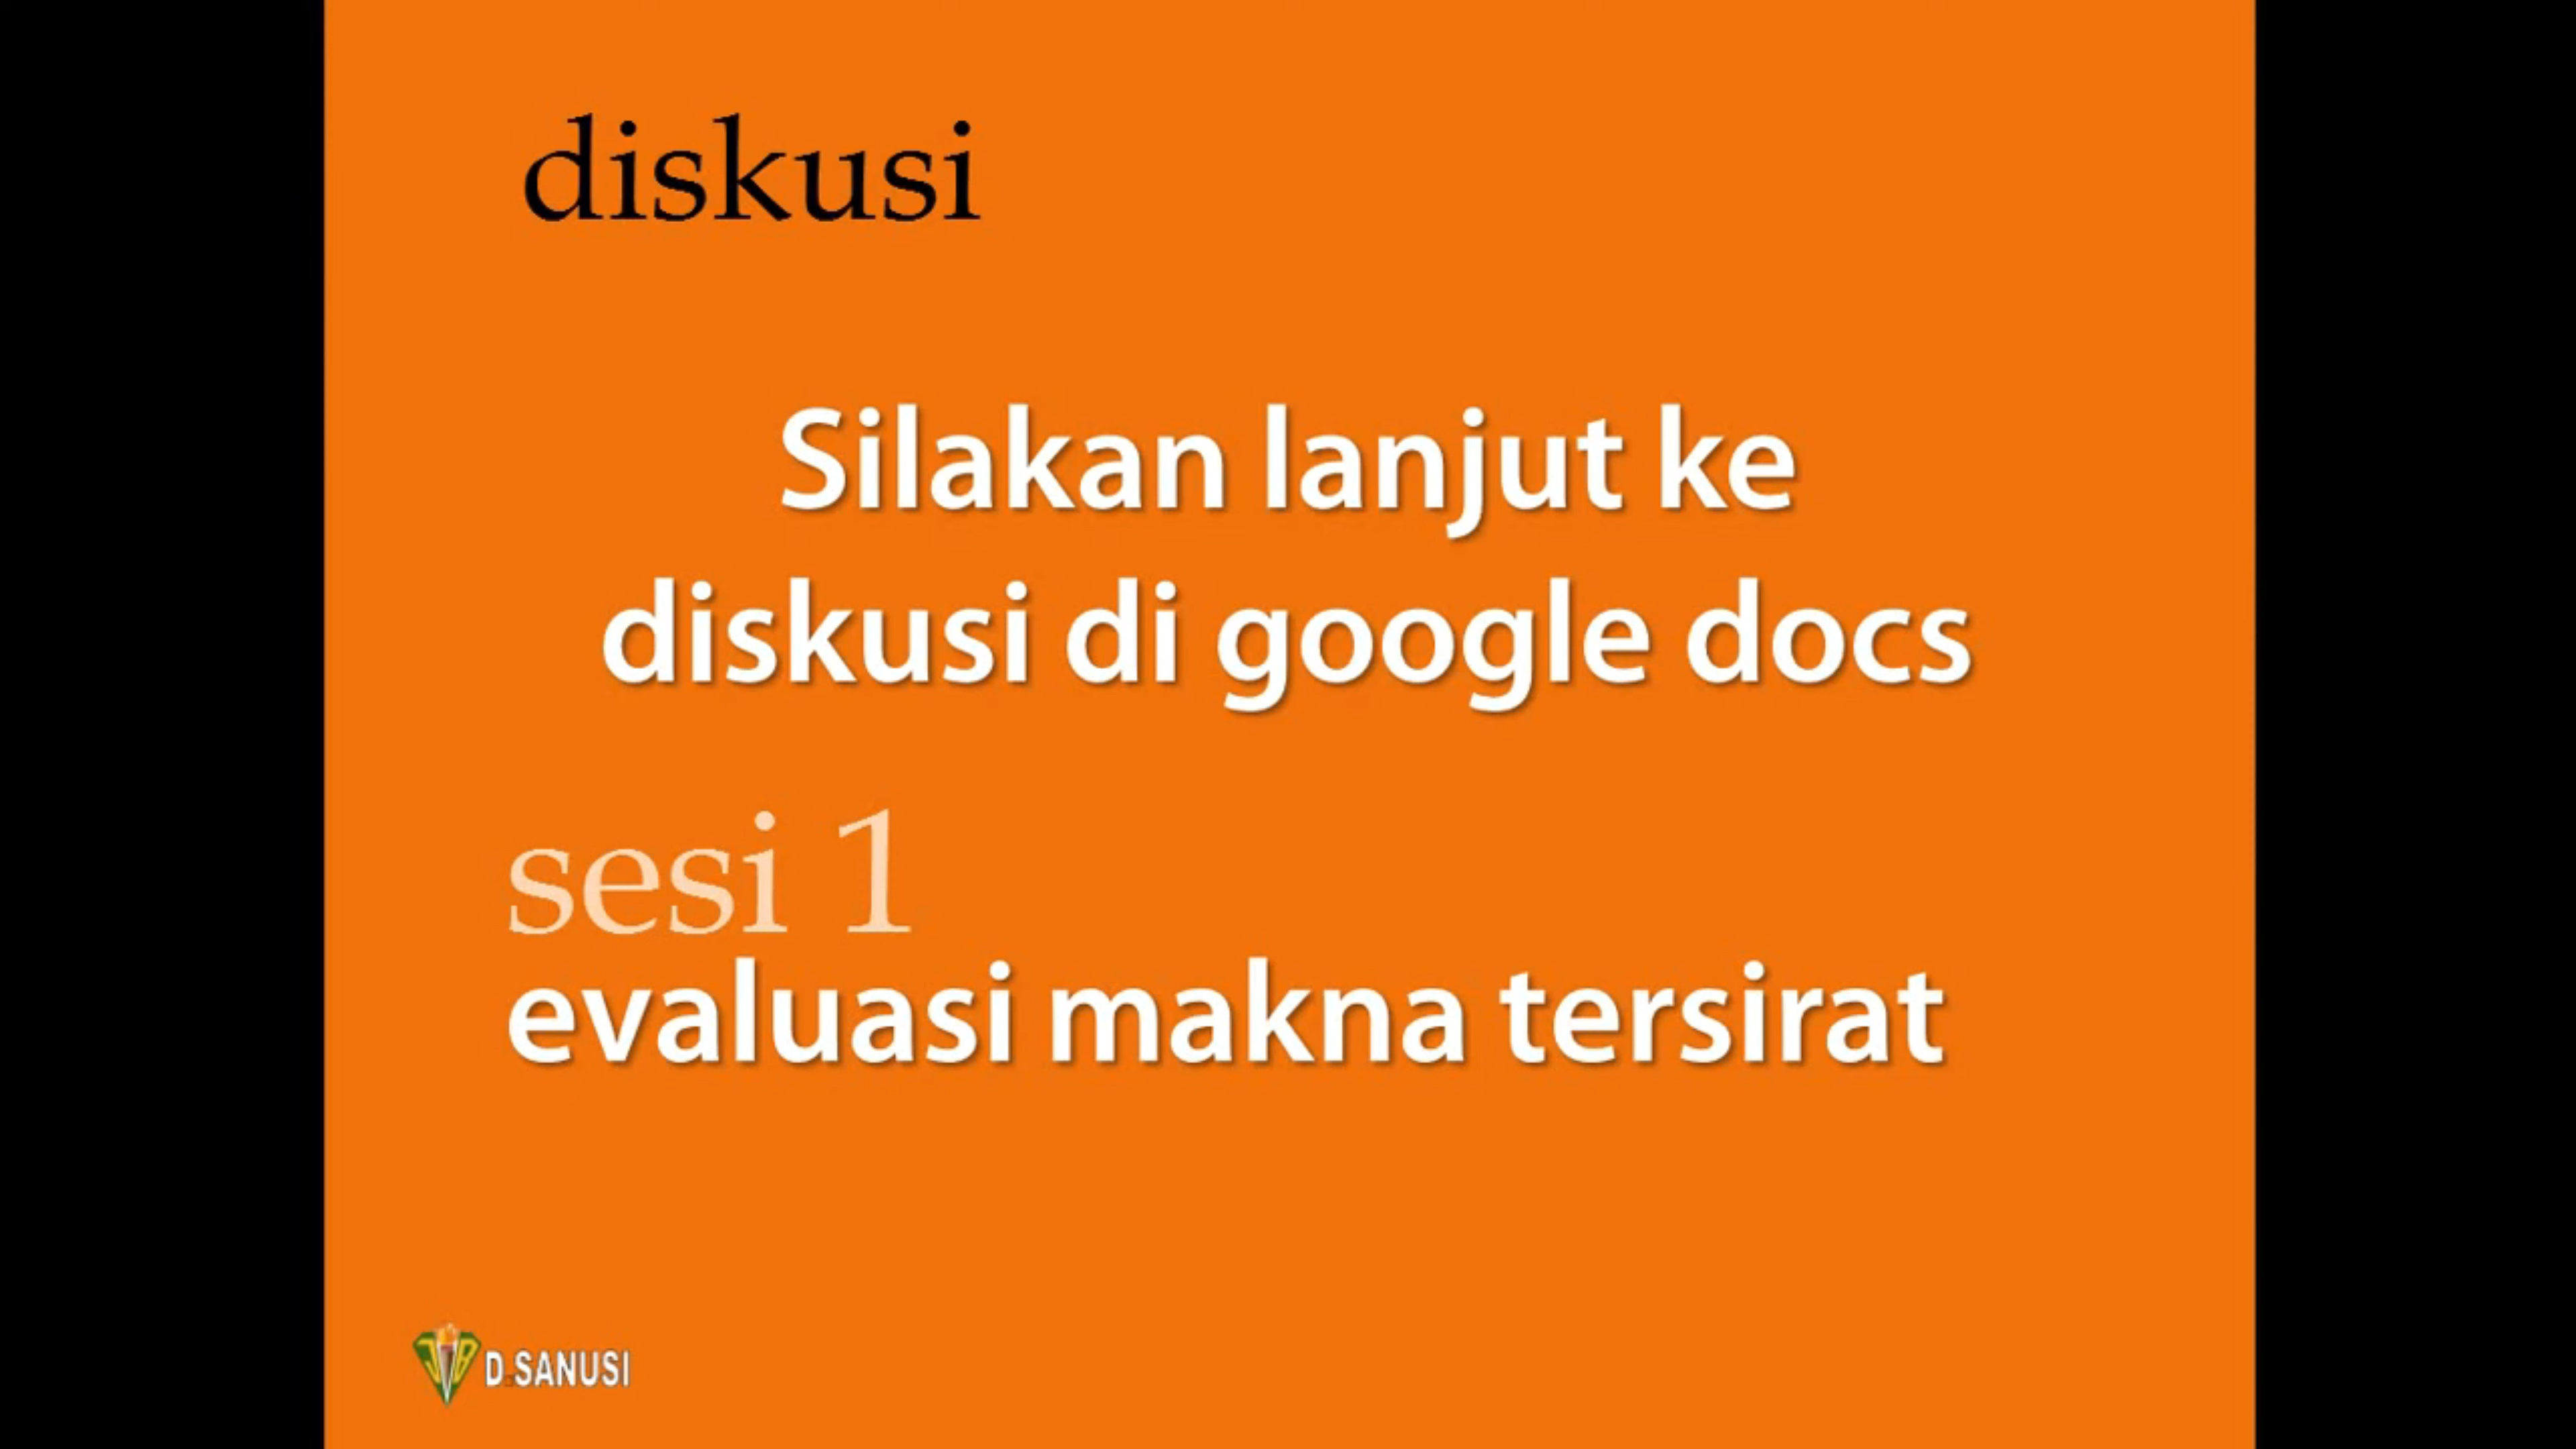 diskusi
Silakan lanjut ke
diskusi di google docs
sesi 1
evaluasi makna tersirat
D SANUSI